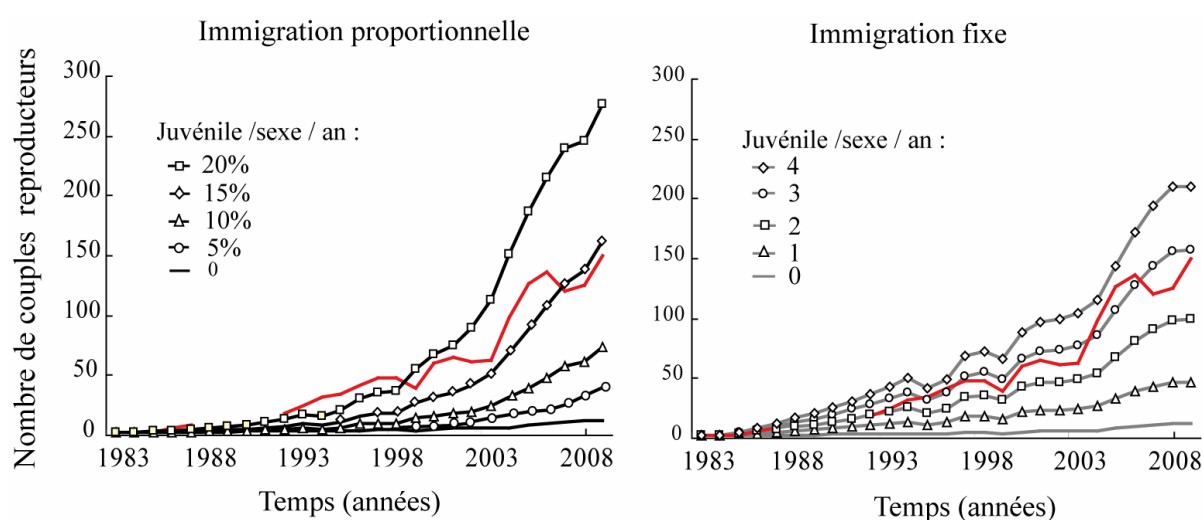 Immigration proportionnelle
Nombre de couples reproducteurs
300
250
200
150
100
50
0
Juvénile /sexe / an :
20%
15%
10%
5%
0
1983 1988 1993 1998 2003 2008
Temps (années)
Immigration fixe
300
250
200
150
100
50
0
Juvénile /sexe / an :
4
3
2
1
0
1983 1988 1993 1998 2003 2008
Temps (années)